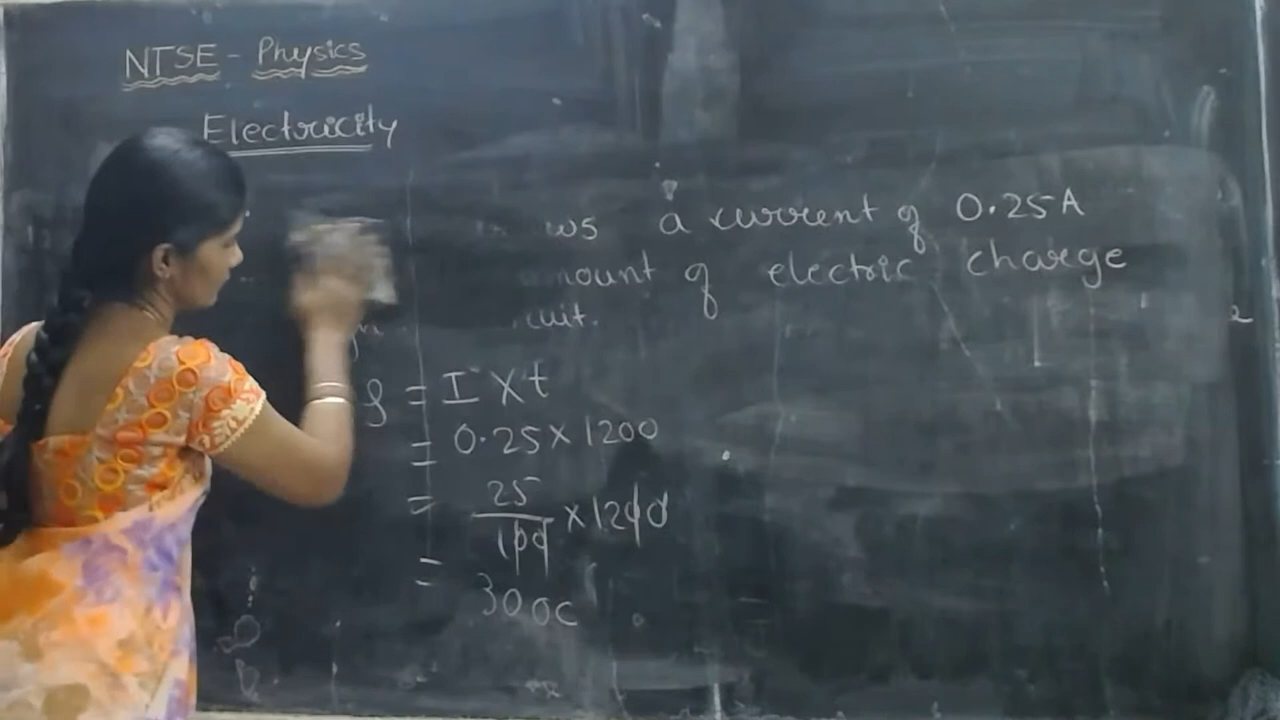 NTSE - Physics
Electricity
ws a current of 0.25A
mount of electric charge
cuit.
= I X t
= 0.25 X 1200
= 25/100 X 1200
= 300C